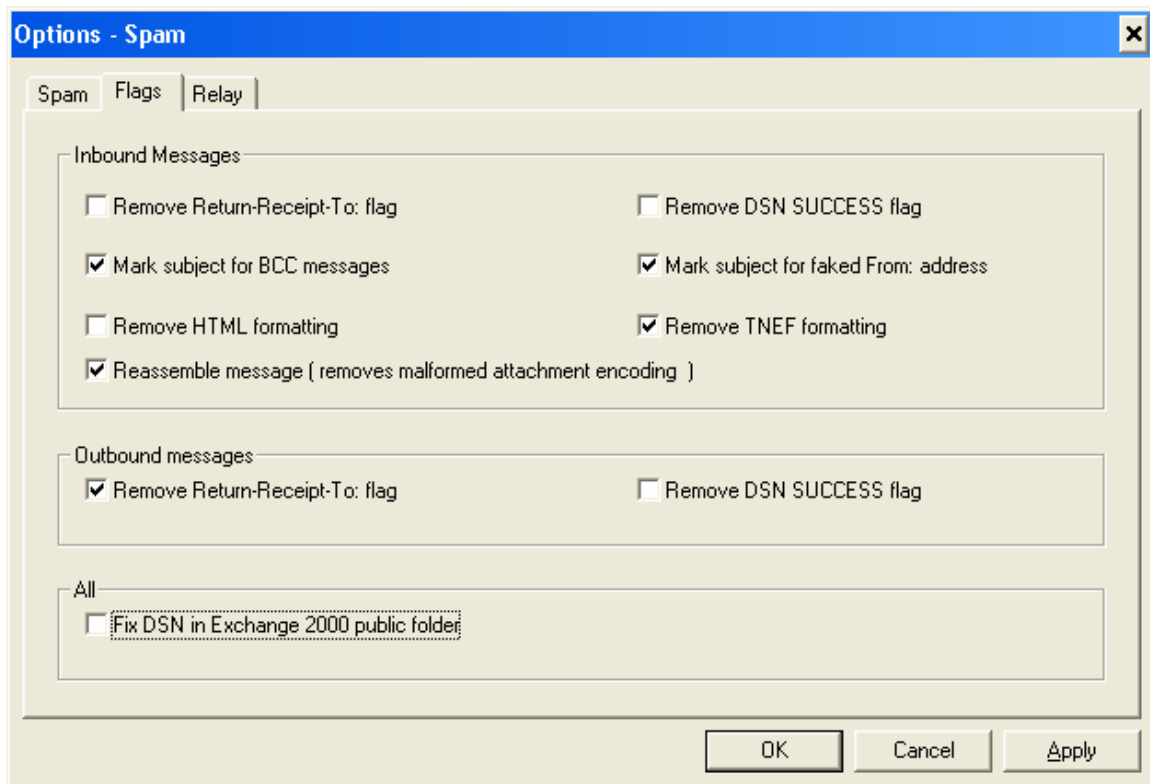 Options - Spam
Spam Flags Relay
Inbound Messages
Remove Return-Receipt-To: flag Remove DSN SUCCESS flag
Mark subject for BCC messages Mark subject for faked From: address
Remove HTML formatting Remove TNEF formatting
Reassemble message ( removes malformed attachment encoding )
Outbound messages
Remove Return-Receipt-To: flag Remove DSN SUCCESS flag
All
Fix DSN in Exchange 2000 public folder
OK Cancel Apply